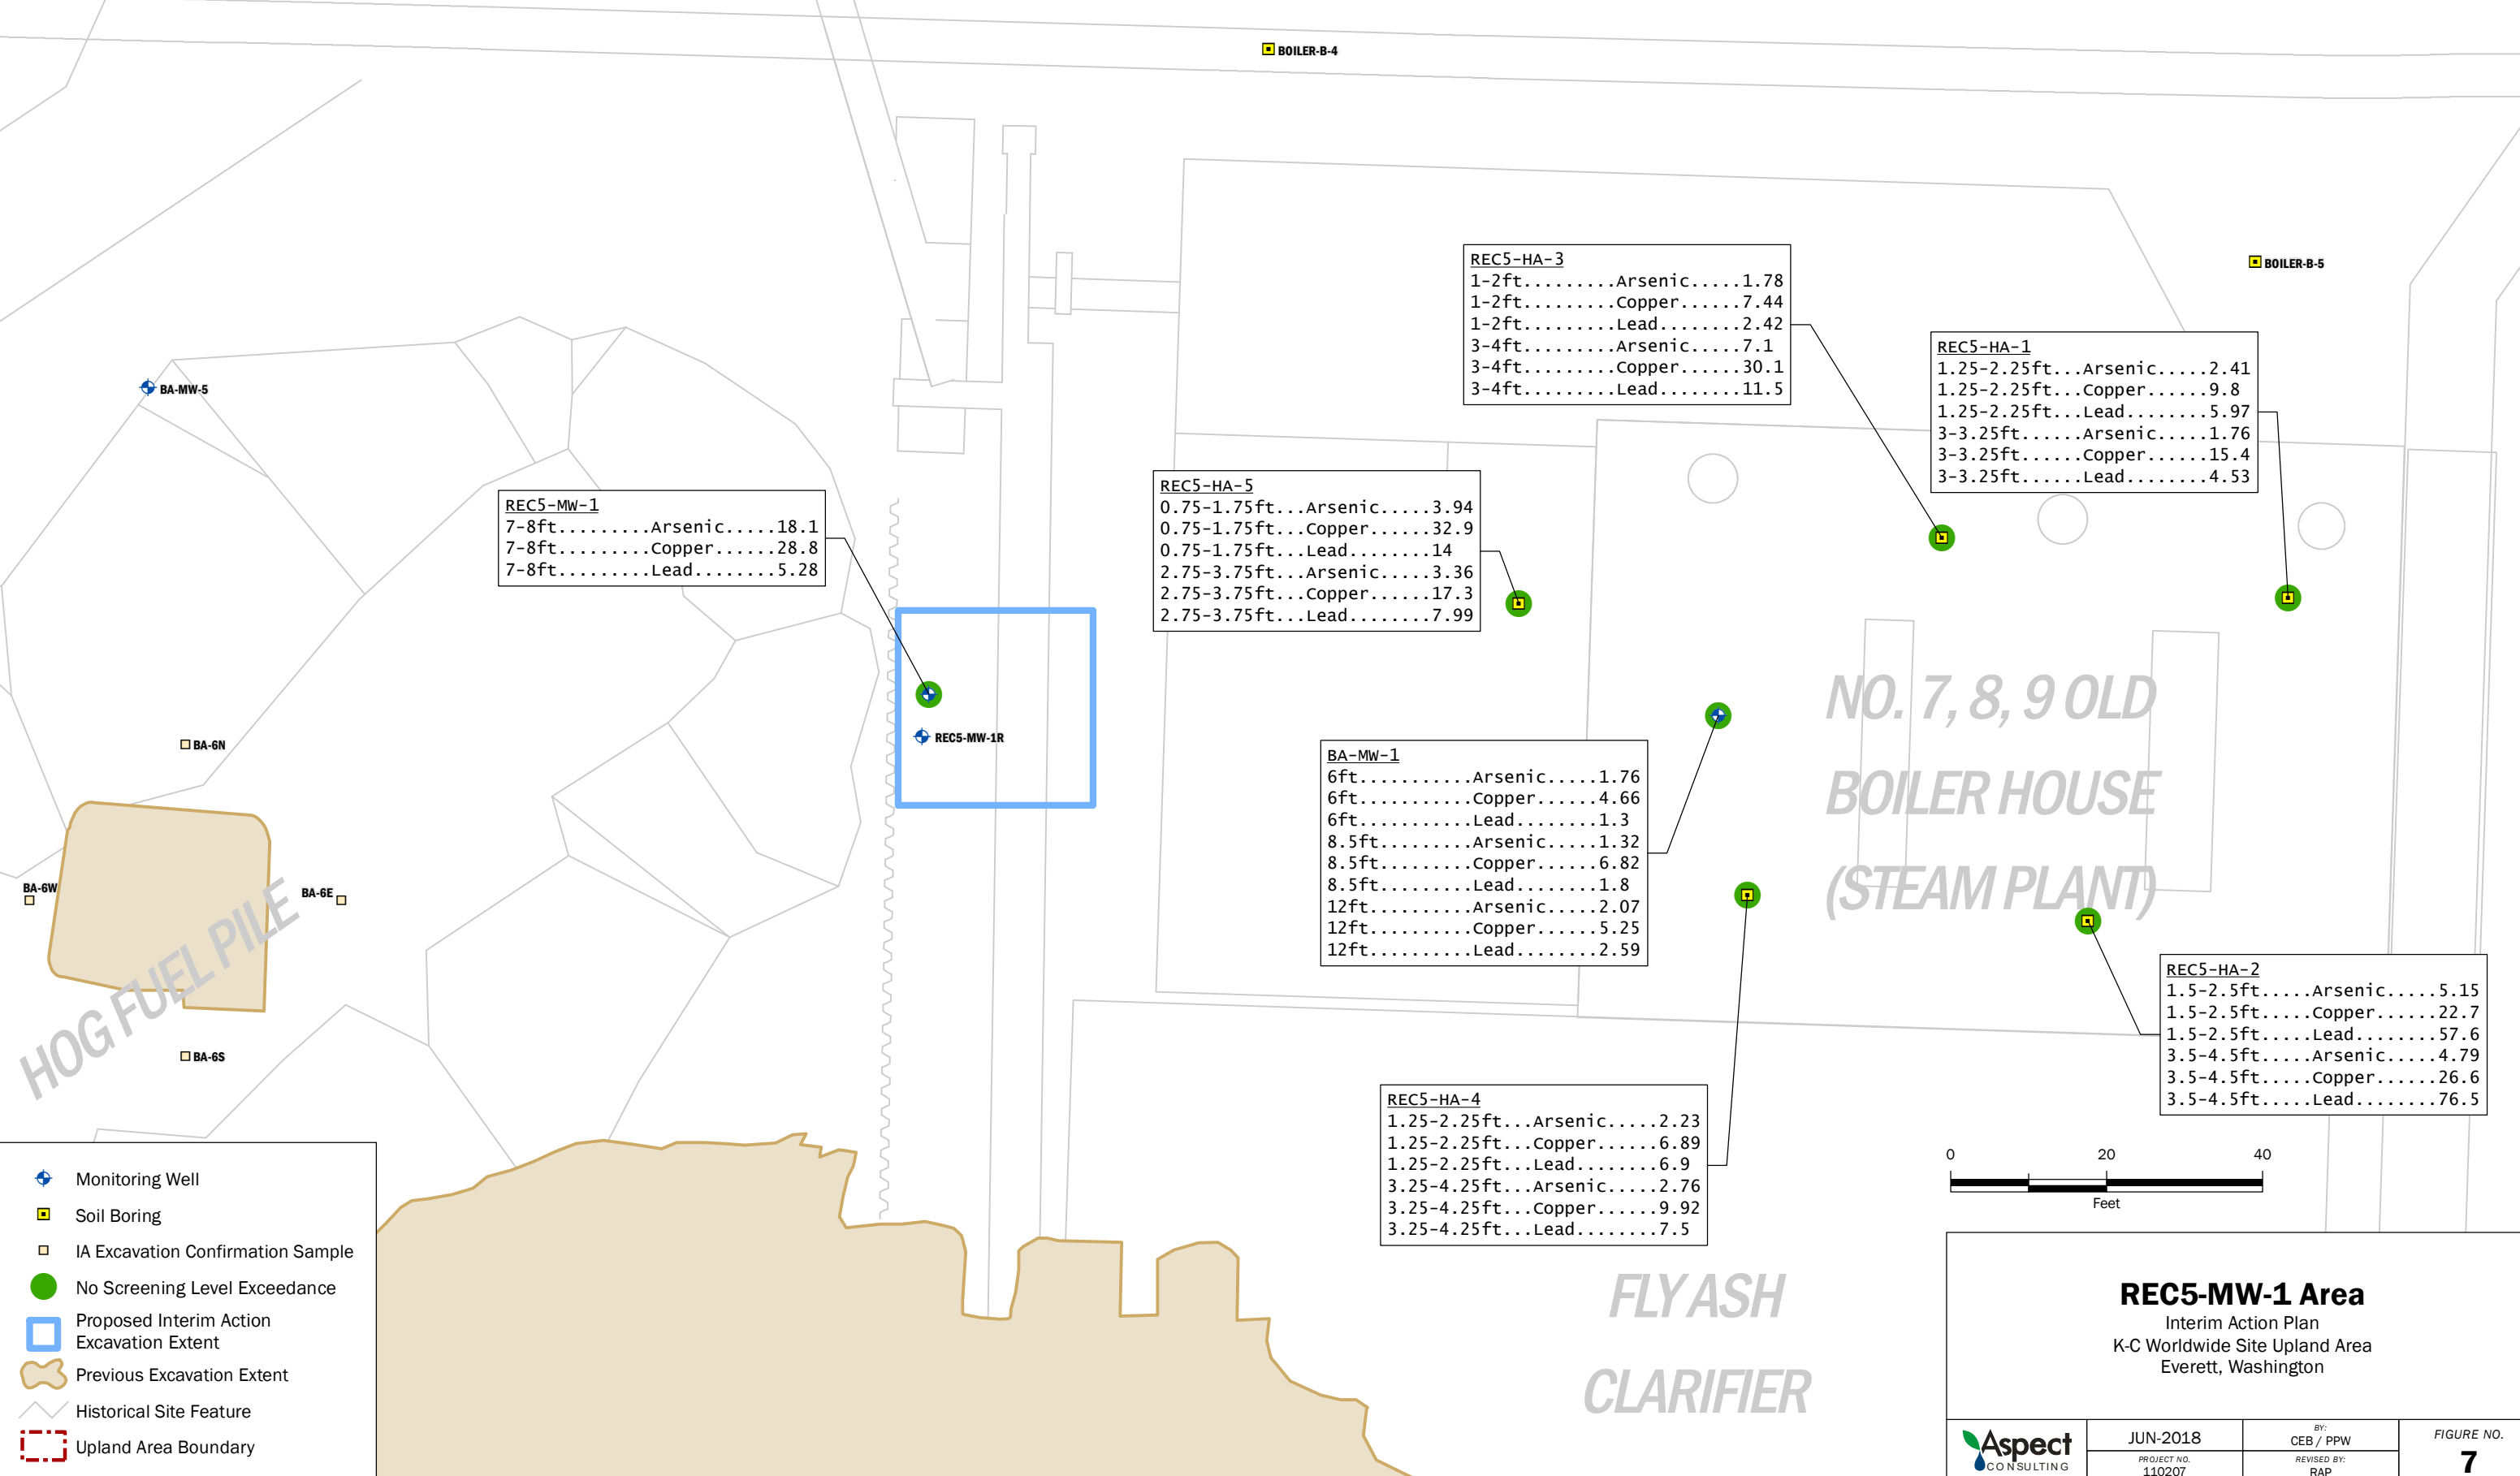 BOILER-B-4
BOILER-B-5
REC5-HA-3
1-2ft.........Arsenic.....1.78
1-2ft.........Copper......7.44
1-2ft.........Lead........2.42
3-4ft.........Arsenic.....7.1
3-4ft.........Copper......30.1
3-4ft.........Lead........11.5
REC5-HA-1
1.25-2.25ft...Arsenic.....2.41
1.25-2.25ft...Copper......9.8
1.25-2.25ft...Lead........5.97
3-3.25ft......Arsenic.....1.76
3-3.25ft......Copper......15.4
3-3.25ft......Lead........4.53
BA-MW-5
REC5-MW-1
7-8ft.........Arsenic.....18.1
7-8ft.........Copper......28.8
7-8ft.........Lead........5.28
REC5-HA-5
0.75-1.75ft...Arsenic.....3.94
0.75-1.75ft...Copper......32.9
0.75-1.75ft...Lead........14
2.75-3.75ft...Arsenic.....3.36
2.75-3.75ft...Copper......17.3
2.75-3.75ft...Lead........7.99
REC5-MW-1R
BA-6N
NO. 7, 8, 9 OLD
BOILER HOUSE
(STEAM PLANT)
BA-MW-1
6ft...........Arsenic.....1.76
6ft...........Copper......4.66
6ft...........Lead........1.3
8.5ft.........Arsenic.....1.32
8.5ft.........Copper......6.82
8.5ft.........Lead........1.8
12ft..........Arsenic.....2.07
12ft..........Copper......5.25
12ft..........Lead........2.59
BA-6W
BA-6E
HOG FUEL PILE
BA-6S
REC5-HA-2
1.5-2.5ft.....Arsenic.....5.15
1.5-2.5ft.....Copper......22.7
1.5-2.5ft.....Lead........57.6
3.5-4.5ft.....Arsenic.....4.79
3.5-4.5ft.....Copper......26.6
3.5-4.5ft.....Lead........76.5
REC5-HA-4
1.25-2.25ft...Arsenic.....2.23
1.25-2.25ft...Copper......6.89
1.25-2.25ft...Lead........6.9
3.25-4.25ft...Arsenic.....2.76
3.25-4.25ft...Copper......9.92
3.25-4.25ft...Lead........7.5
0 20 40
Feet
FLY ASH
CLARIFIER
Monitoring Well
Soil Boring
IA Excavation Confirmation Sample
No Screening Level Exceedance
Proposed Interim Action
Excavation Extent
Previous Excavation Extent
Historical Site Feature
Upland Area Boundary
REC5-MW-1 Area
Interim Action Plan
K-C Worldwide Site Upland Area
Everett, Washington
Aspect
CONSULTING
JUN-2018
PROJECT NO.
110207
BY:
CEB / PPW
REVISED BY:
RAP
FIGURE NO.
7